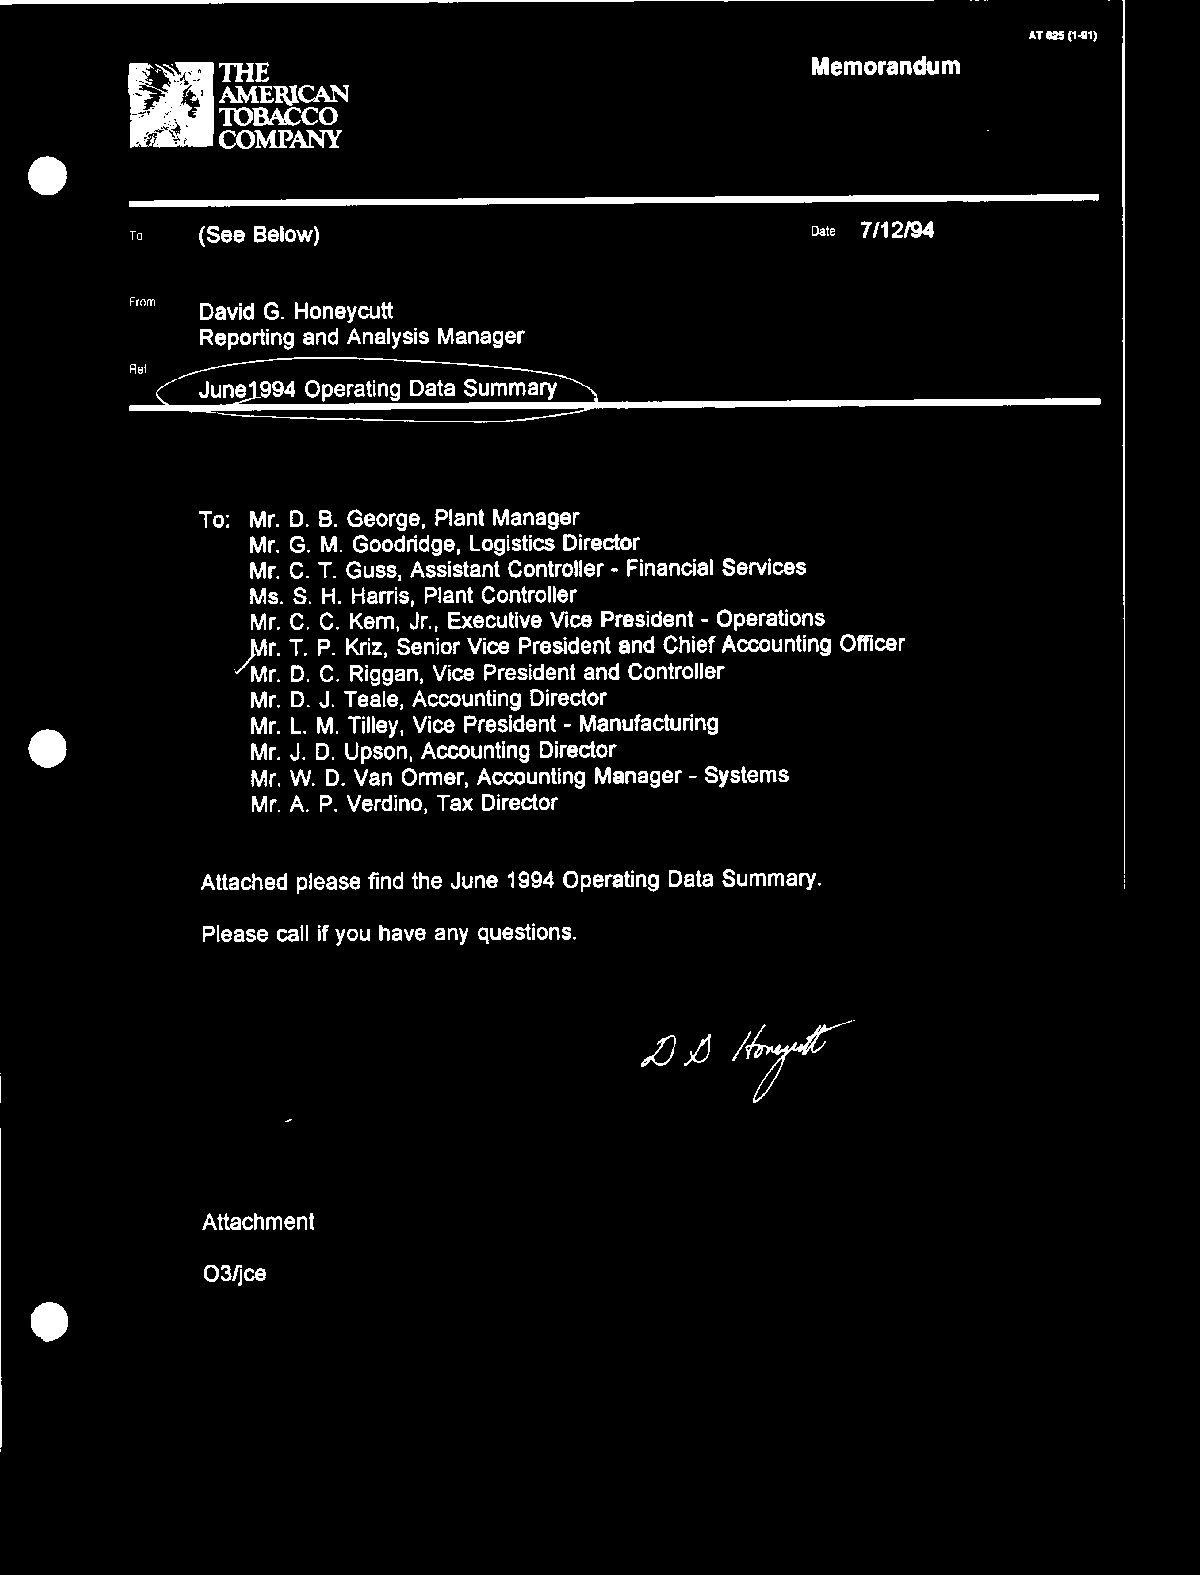 AT 825 (1-91)
THE
AMERICAN
TOBACCO
COMPANY
Memorandum
To (See Below)
Date 7/12/94
From David G. Honeycutt
Reporting and Analysis Manager
Ref June1994 Operating Data Summary
To: Mr. D. B. George, Plant Manager
Mr. G. M. Goodridge, Logistics Director
Mr. C. T. Guss, Assistant Controller - Financial Services
Ms. S. H. Harris, Plant Controller
Mr. C. C. Kern, Jr., Executive Vice President - Operations
Mr. T. P. Kriz, Senior Vice President and Chief Accounting Officer
Mr. D. C. Riggan, Vice President and Controller
Mr. D. J. Teale, Accounting Director
Mr. L. M. Tilley, Vice President - Manufacturing
Mr. J. D. Upson, Accounting Director
Mr. W. D. Van Ormer, Accounting Manager - Systems
Mr. A. P. Verdino, Tax Director
Attached please find the June 1994 Operating Data Summary.
Please call if you have any questions.
D G Honeycutt
Attachment
O3/jce